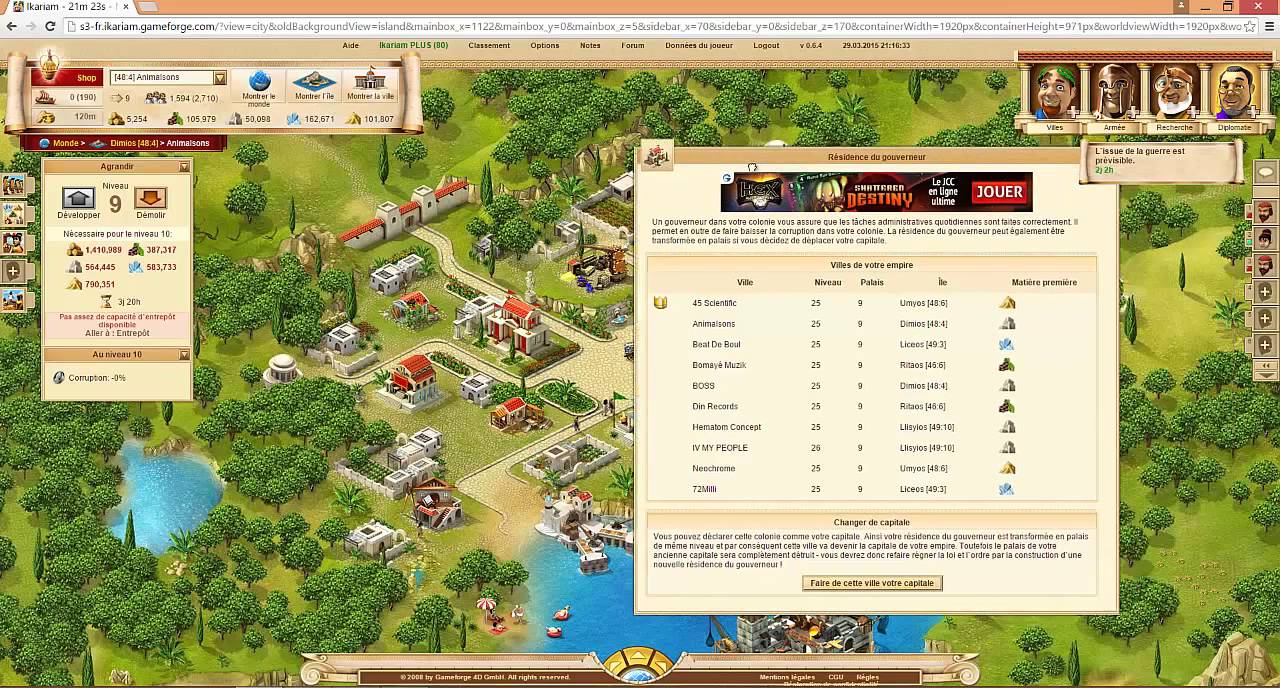 Ikariam - 21m 23s -
s3-fr.ikariam.gameforge.com/?view=city&oldBackgroundView=island&mainbox_x=1122&mainbox_y=0&mainbox_z=5&sidebar_x=70&sidebar_y=0&sidebar_z=170&containerWidth=1920px&containerHeight=971px&worldviewWidth=1920px&wo
Aide Ikariam PLUS (80) Classement Options Notes Forum Données du joueur Logout v 0.6.4 29.03.2015 21:16:33
Shop [48:4] Animalsons
0 (190) 9 1.594 (2,710)
Montrer le monde Montrer l'île Montrer la ville
120m 5,254 105,979 50,098 162,671 101,807
Villes Armée Recherche Diplomate
Monde > Dimios [48:4] > Animalsons
L'issue de la guerre est
prévisible.
2j 2h
Agrandir
Niveau
9
Développer Démolir
Nécessaire pour le niveau 10:
1,410,989 387,317
564,445 583,733
790,351
3j 20h
Pas assez de capacité d'entrepôt
disponible
Aller à : Entrepôt
Au niveau 10
Corruption: -0%
Résidence du gouverneur
HEX
SHATTERED
DESTINY
Le JCC
en ligne
ultime
JOUER
Un gouverneur dans votre colonie vous assure que les tâches administratives quotidiennes sont faites correctement. Il
permet en outre de faire baisser la corruption dans votre colonie. La résidence du gouverneur peut également être
transformée en palais si vous décidez de déplacer votre capitale.
Villes de votre empire
Ville Niveau Palais Île Matière première
45 Scientific 25 9 Umyos [48:6]
Animalsons 25 9 Dimios [48:4]
Beat De Boul 25 9 Liceos [49:3]
Bomayé Muzik 25 9 Ritaos [46:6]
BOSS 25 9 Dimios [48:4]
Din Records 25 9 Ritaos [46:6]
Hematom Concept 25 9 Llisyios [49:10]
IV MY PEOPLE 26 9 Llisyios [49:10]
Neochrome 25 9 Umyos [48:6]
72Milli 25 9 Liceos [49:3]
Changer de capitale
Vous pouvez déclarer cette colonie comme votre capitale. Ainsi votre résidence du gouverneur est transformée en palais
de même niveau et par conséquent cette ville va devenir la capitale de votre empire. Toutefois le palais de votre
ancienne capitale sera complètement détruit - vous devrez donc refaire régner la loi et l'ordre par la construction d'une
nouvelle résidence du gouverneur !
Faire de cette ville votre capitale
© 2008 by Gameforge 4D GmbH. All rights reserved. Mentions légales CGU Règles